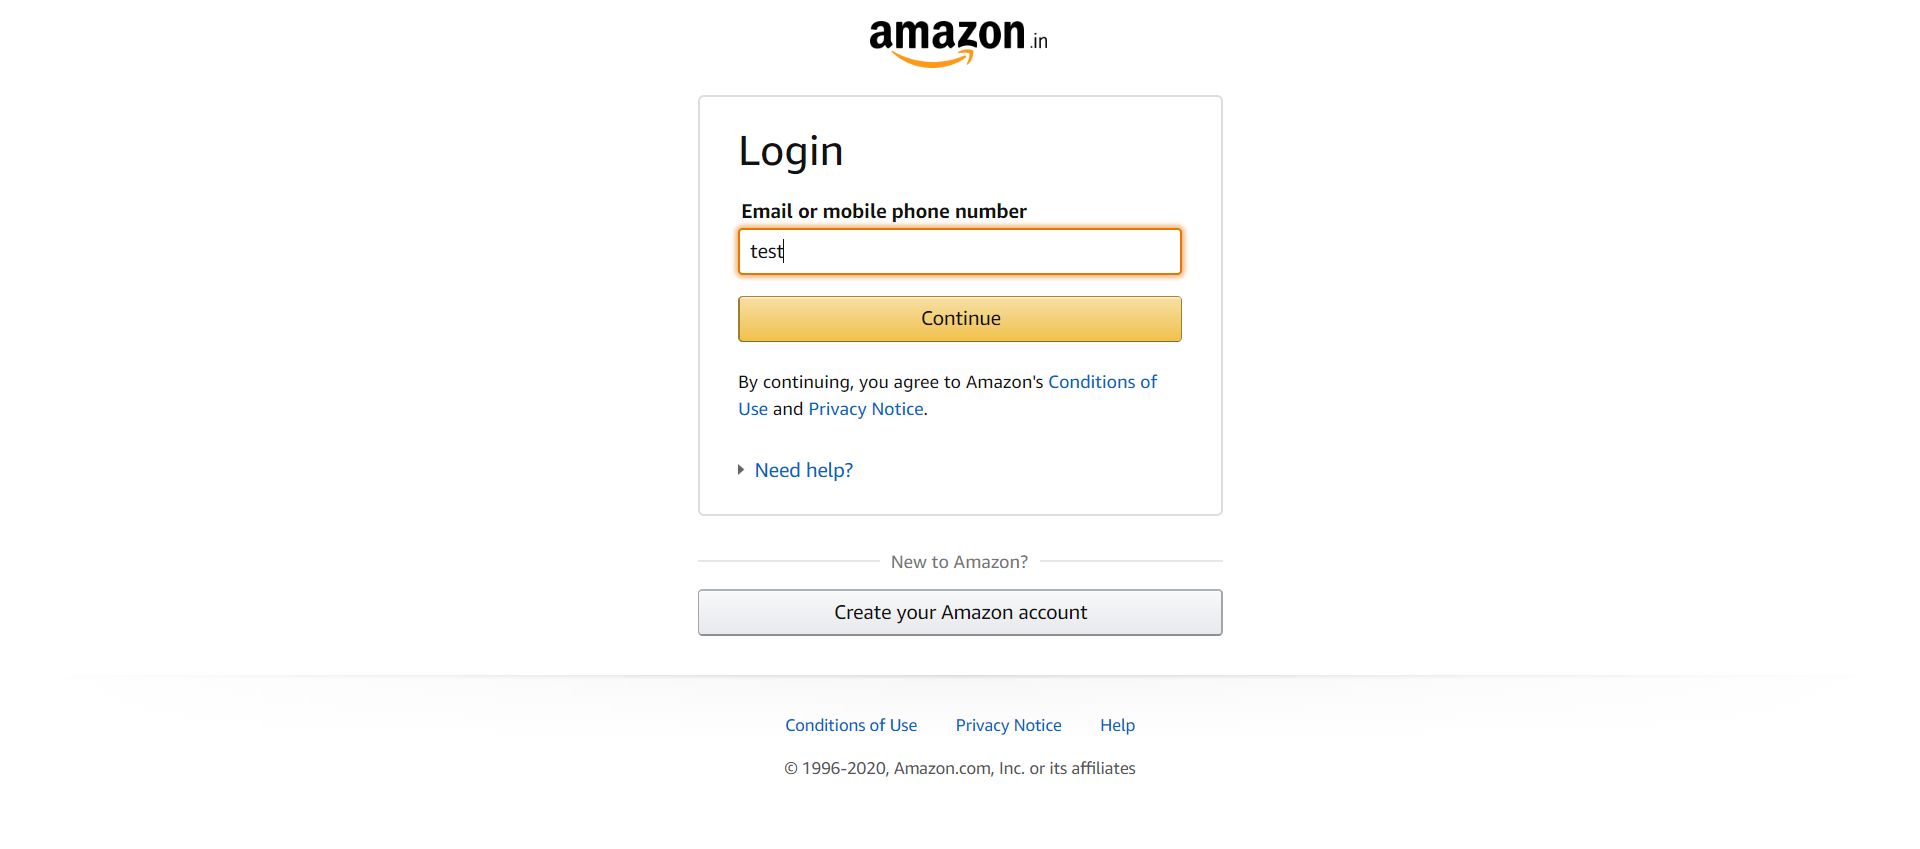 amazon.in
Login
Email or mobile phone number
test
Continue
By continuing, you agree to Amazon's Conditions of
Use and Privacy Notice.
Need help?
New to Amazon?
Create your Amazon account
Conditions of Use Privacy Notice Help
© 1996-2020, Amazon.com, Inc. or its affiliates